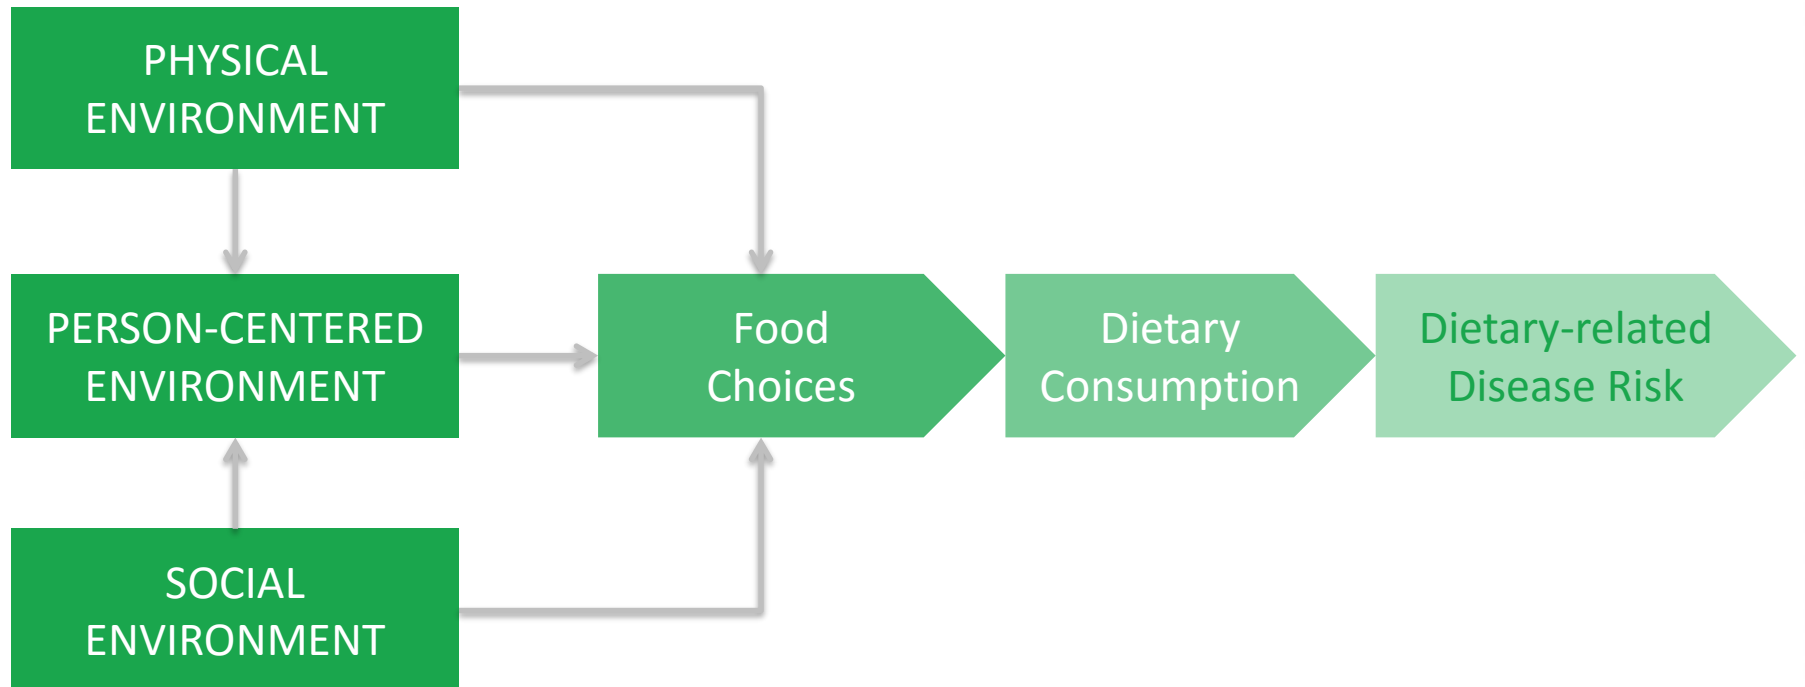 PHYSICAL
ENVIRONMENT
PERSON-CENTERED
ENVIRONMENT
Food
Choices
Dietary
Consumption
Dietary-related
Disease Risk
SOCIAL
ENVIRONMENT